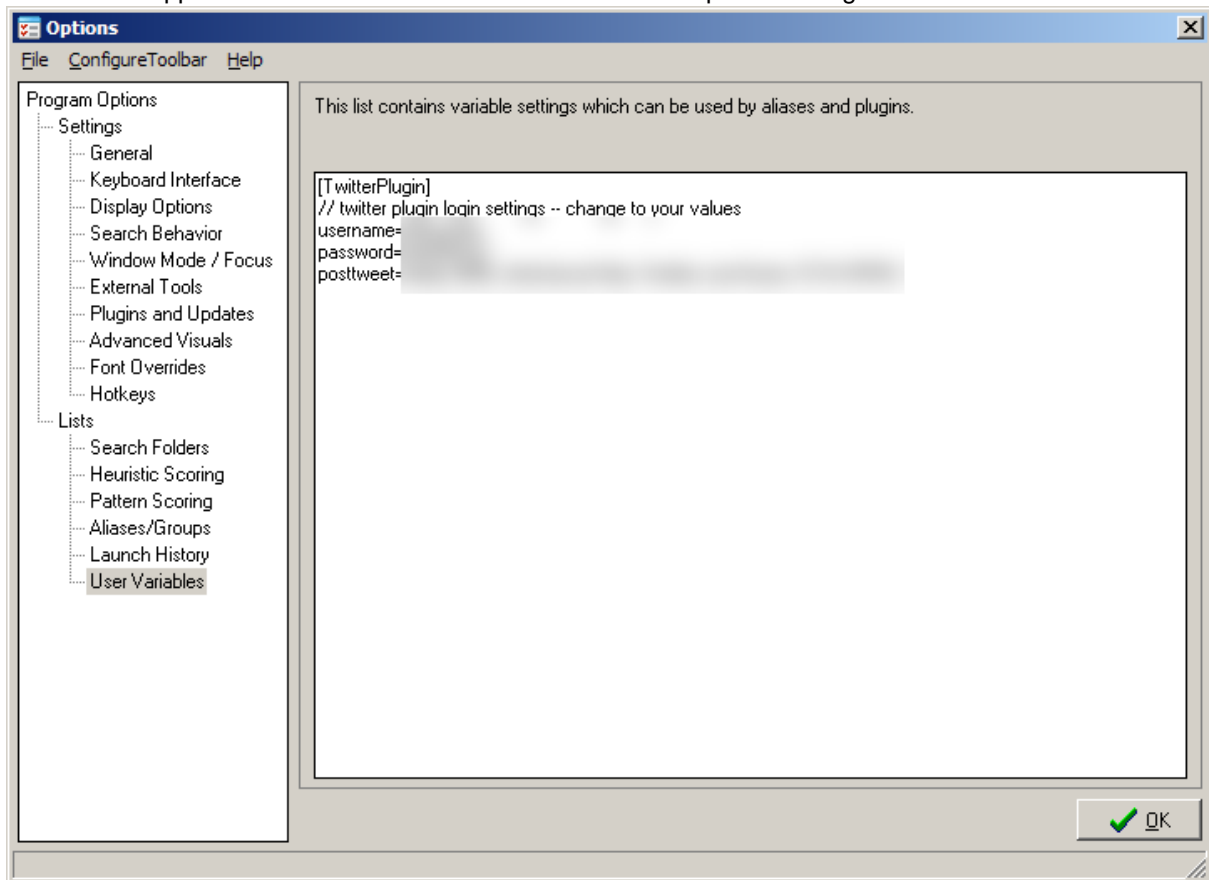 Options
File ConfigureToolbar Help
Program Options
Settings
General
Keyboard Interface
Display Options
Search Behavior
Window Mode / Focus
External Tools
Plugins and Updates
Advanced Visuals
Font Overrides
Hotkeys
Lists
Search Folders
Heuristic Scoring
Pattern Scoring
Aliases/Groups
Launch History
User Variables
This list contains variable settings which can be used by aliases and plugins.
[TwitterPlugin]
// twitter plugin login settings -- change to your values
username=
password=
posttweet=
OK